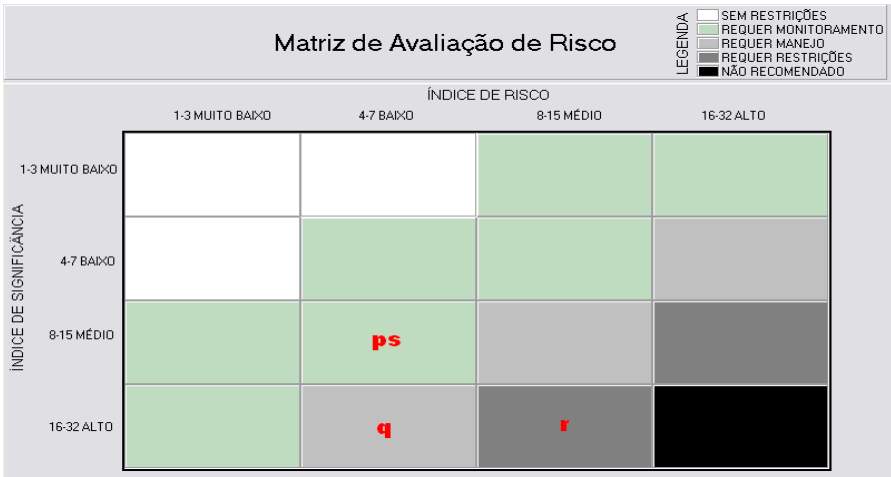 Matriz de Avaliação de Risco
LEGENDA
SEM RESTRIÇÕES
REQUER MONITORAMENTO
REQUER MANEJO
REQUER RESTRIÇÕES
NÃO RECOMENDADO
ÍNDICE DE RISCO
1-3 MUITO BAIXO 4-7 BAIXO 8-15 MÉDIO 16-32 ALTO
ÍNDICE DE SIGNIFICÂNCIA
1-3 MUITO BAIXO
4-7 BAIXO
8-15 MÉDIO ps
16-32 ALTO q r